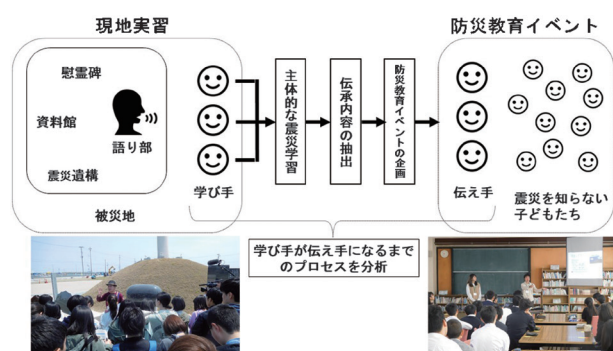 現地実習
防災教育イベント
慰霊碑
資料館
語り部
震災遺構
被災地
学び手
主体的な震災学習
伝承内容の抽出
防災教育イベントの企画
伝え手
震災を知らない
子どもたち
学び手が伝え手になるまで
のプロセスを分析